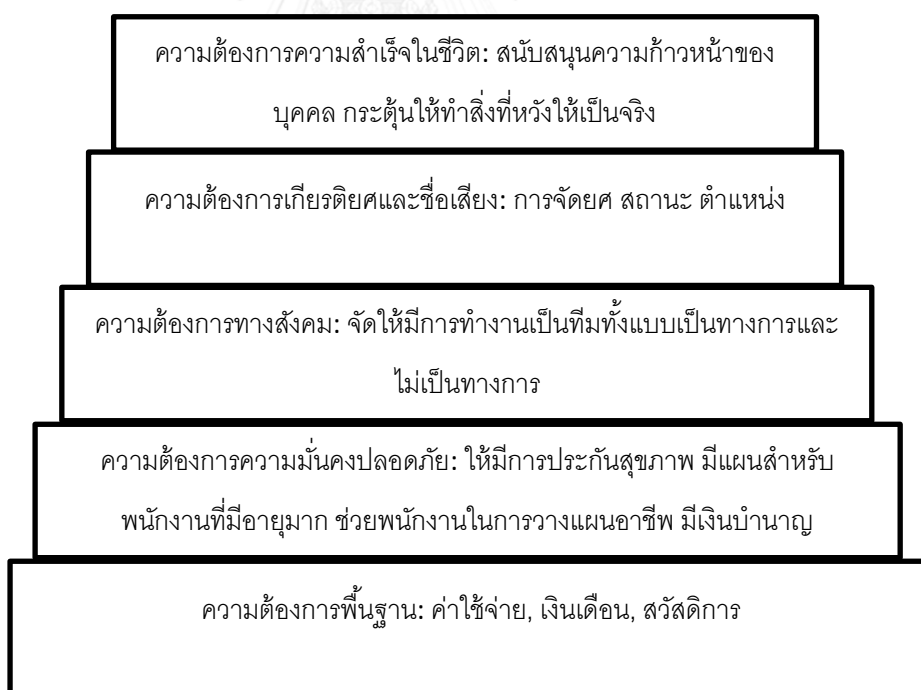 ความต้องการความสำเร็จในชีวิต: สนับสนุนความก้าวหน้าของ
บุคคล กระตุ้นให้ทำสิ่งที่หวังให้เป็นจริง
ความต้องการเกียรติยศและชื่อเสียง: การจัดยศ สถานะ ตำแหน่ง
ความต้องการทางสังคม: จัดให้มีการทำงานเป็นทีมทั้งแบบเป็นทางการและ
ไม่เป็นทางการ
ความต้องการความมั่นคงปลอดภัย: ให้มีการประกันสุขภาพ มีแผนสำหรับ
พนักงานที่มีอายุมาก ช่วยพนักงานในการวางแผนอาชีพ มีเงินบำนาญ
ความต้องการพื้นฐาน: ค่าใช้จ่าย, เงินเดือน, สวัสดิการ